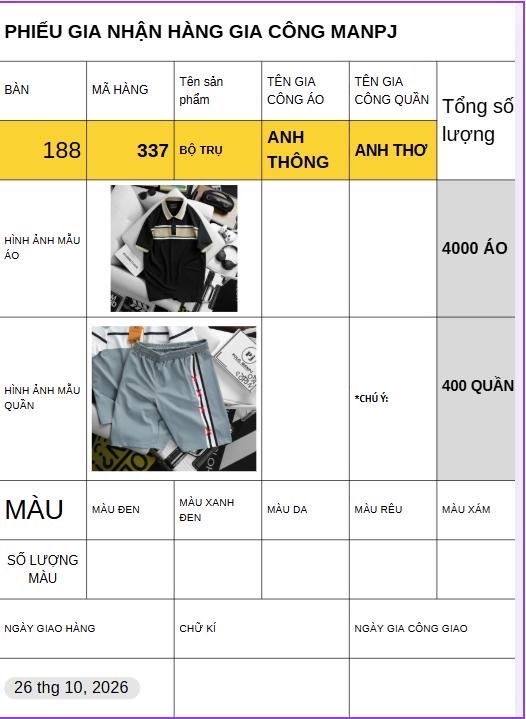 PHIẾU GIA NHẬN HÀNG GIA CÔNG MANPJ
BÀN
MÃ HÀNG
Tên sản
phẩm
TÊN GIA
CÔNG ÁO
TÊN GIA
CÔNG QUẦN
Tổng số
lượng
188
337
BỘ TRỤ
ANH
THÔNG
ANH THƠ
HÌNH ẢNH MẪU
ÁO
4000 ÁO
HÌNH ẢNH MẪU
QUẦN
*CHÚ Ý:
400 QUẦN
MÀU
MÀU ĐEN
MÀU XANH
ĐEN
MÀU DA
MÀU RÊU
MÀU XÁM
SỐ LƯỢNG
MÀU
NGÀY GIAO HÀNG
CHỮ KÍ
NGÀY GIA CÔNG GIAO
26 thg 10, 2026